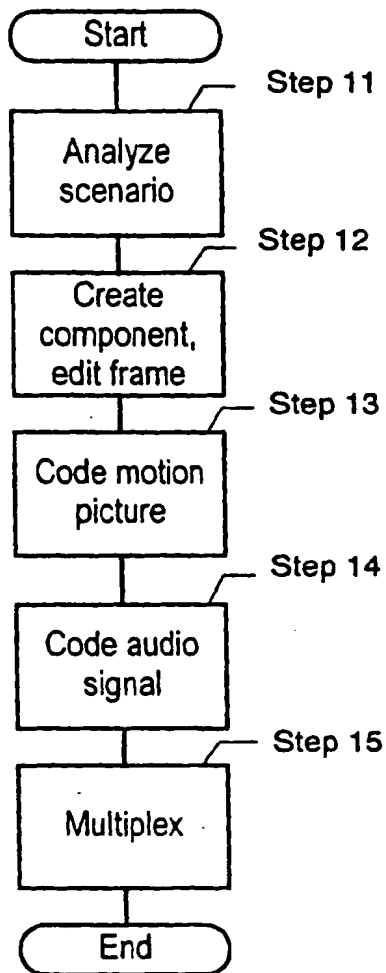 Start
Step 11
Analyze
scenario
Step 12
Create
component,
edit frame
Step 13
Code motion
picture
Step 14
Code audio
signal
Step 15
Multiplex
End